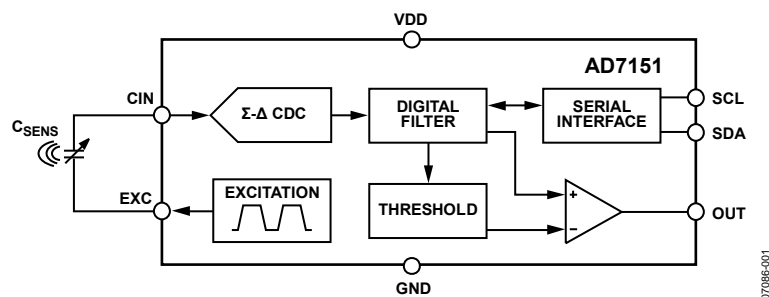 VDD
AD7151
CIN
Σ-Δ CDC
DIGITAL
FILTER
SERIAL
INTERFACE
SCL
SDA
CSENS
EXC
EXCITATION
THRESHOLD
+
−
OUT
GND
07086-001